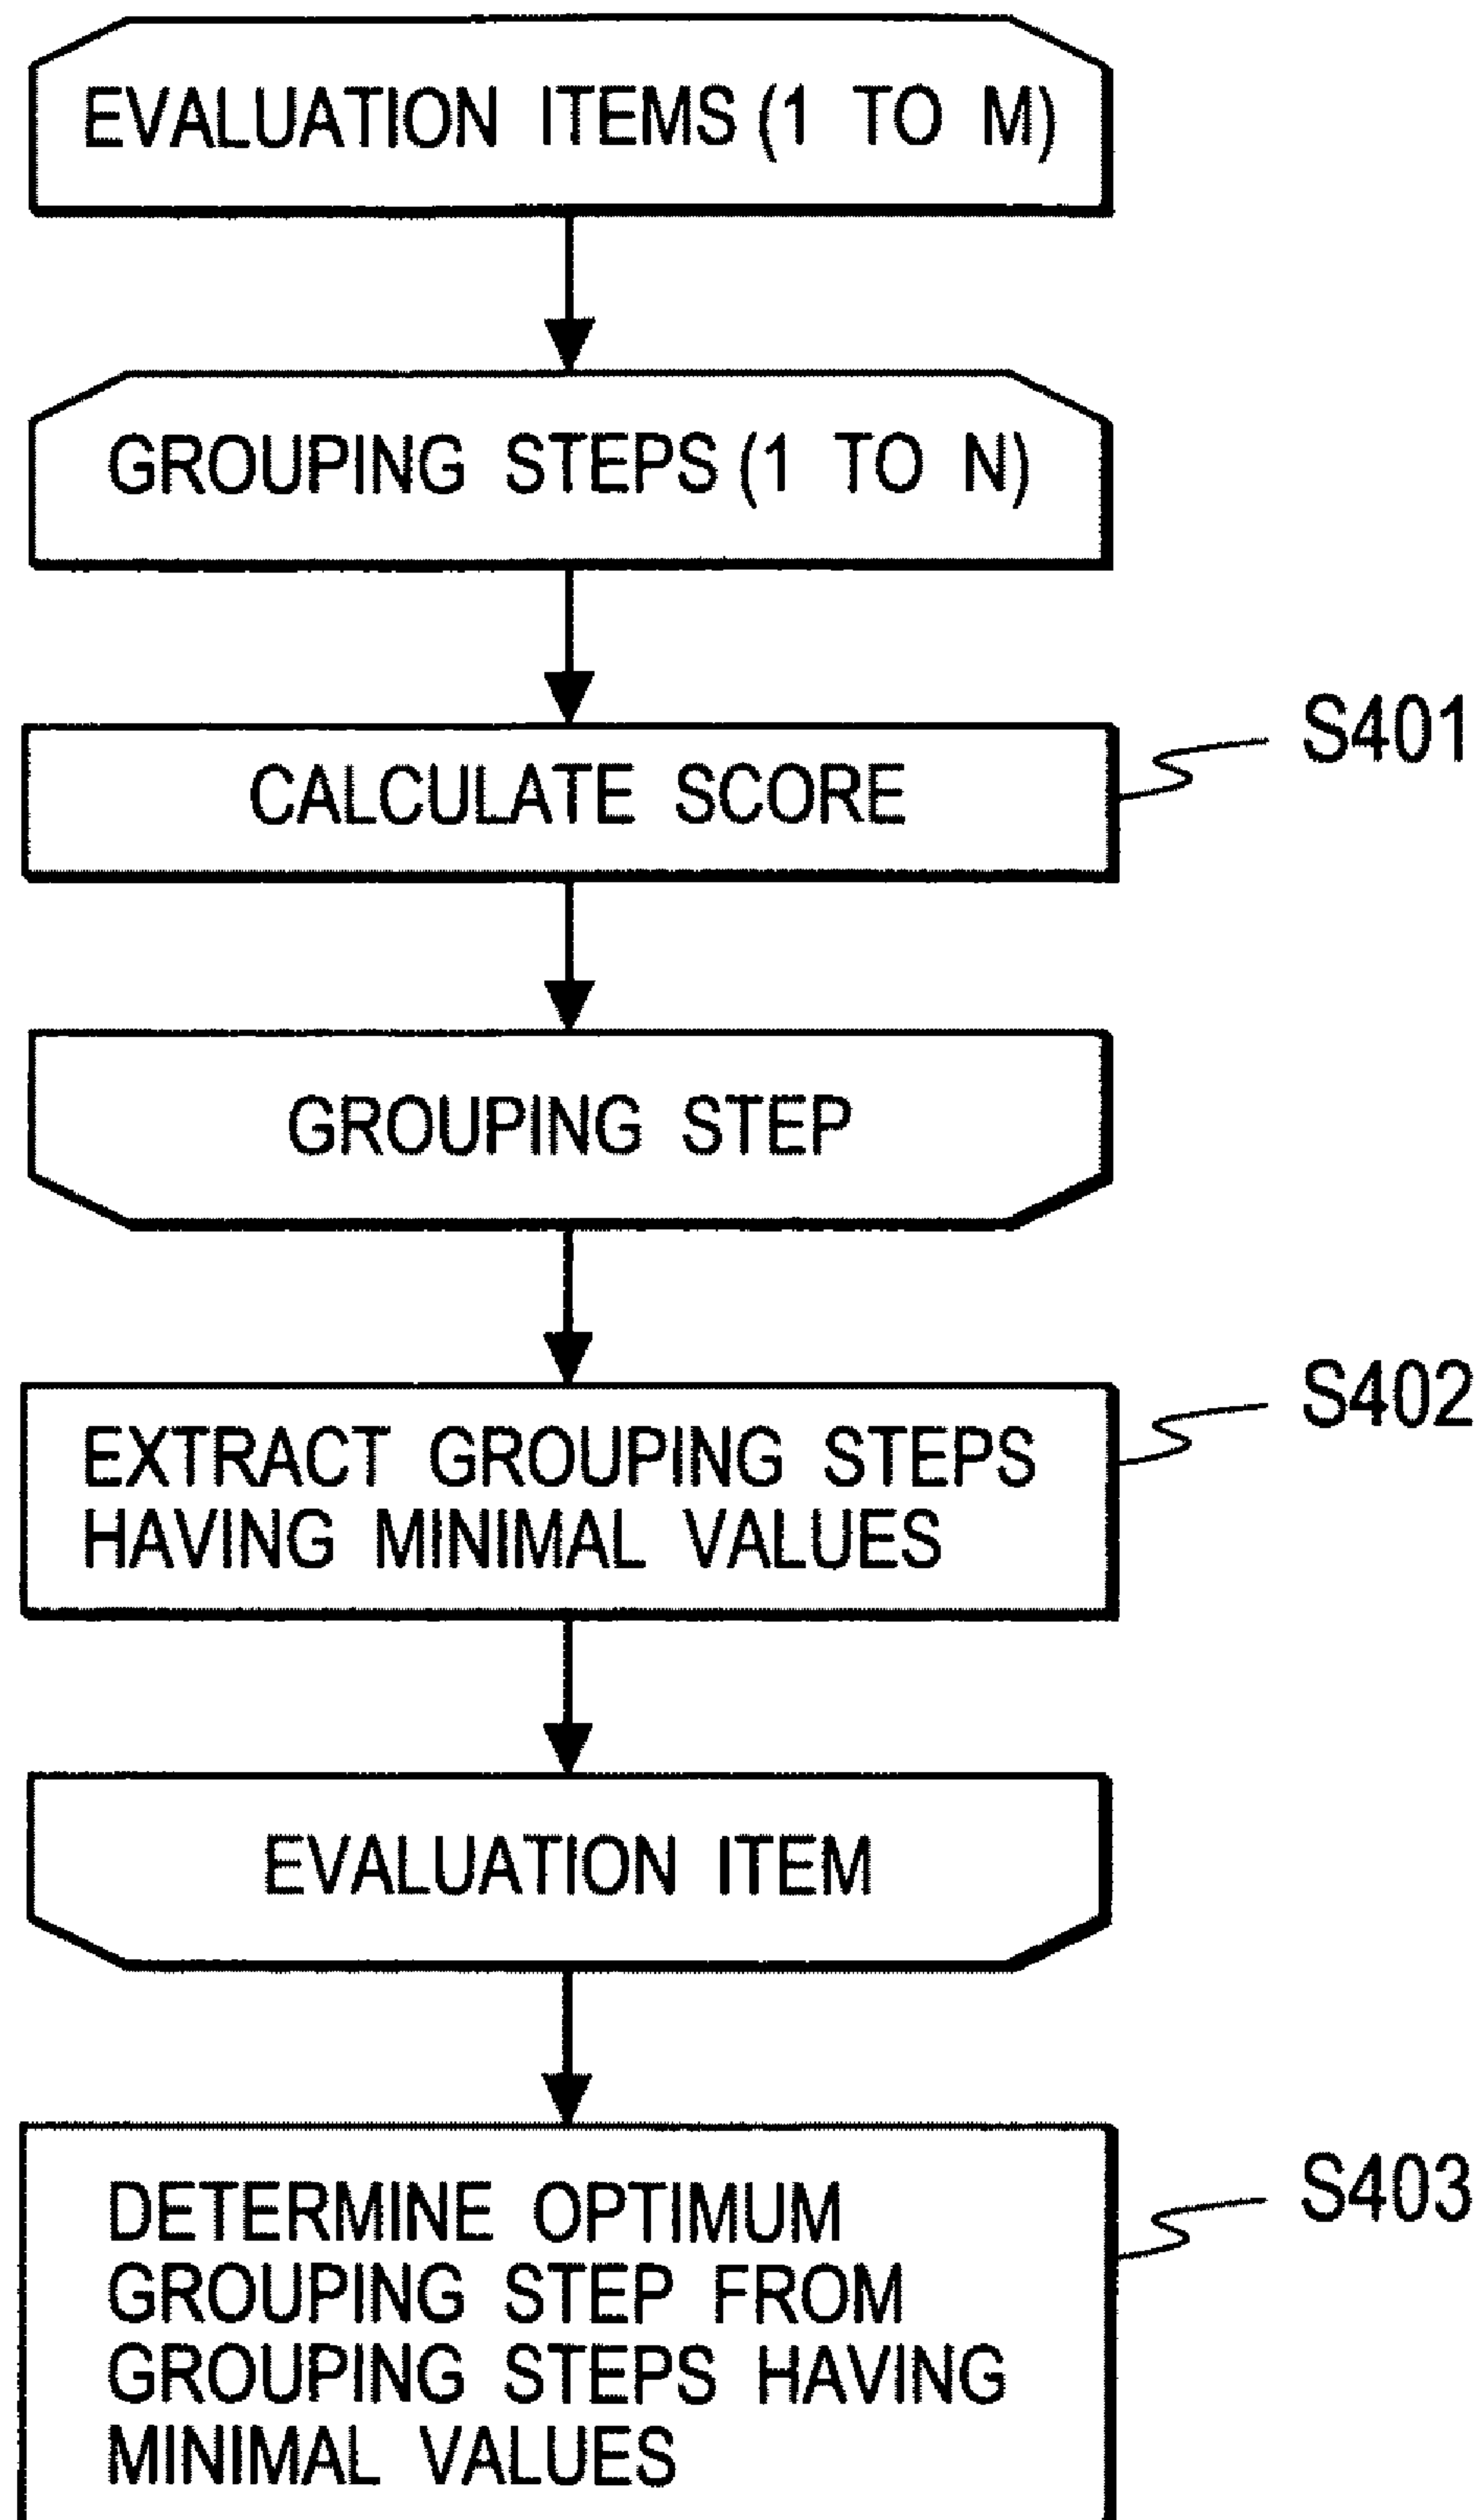 EVALUATION ITEMS (1 TO M)
GROUPING STEPS (1 TO N)
S401
CALCULATE SCORE
GROUPING STEP
S402
EXTRACT GROUPING STEPS
HAVING MINIMAL VALUES
EVALUATION ITEM
S403
DETERMINE OPTIMUM
GROUPING STEP FROM
GROUPING STEPS HAVING
MINIMAL VALUES